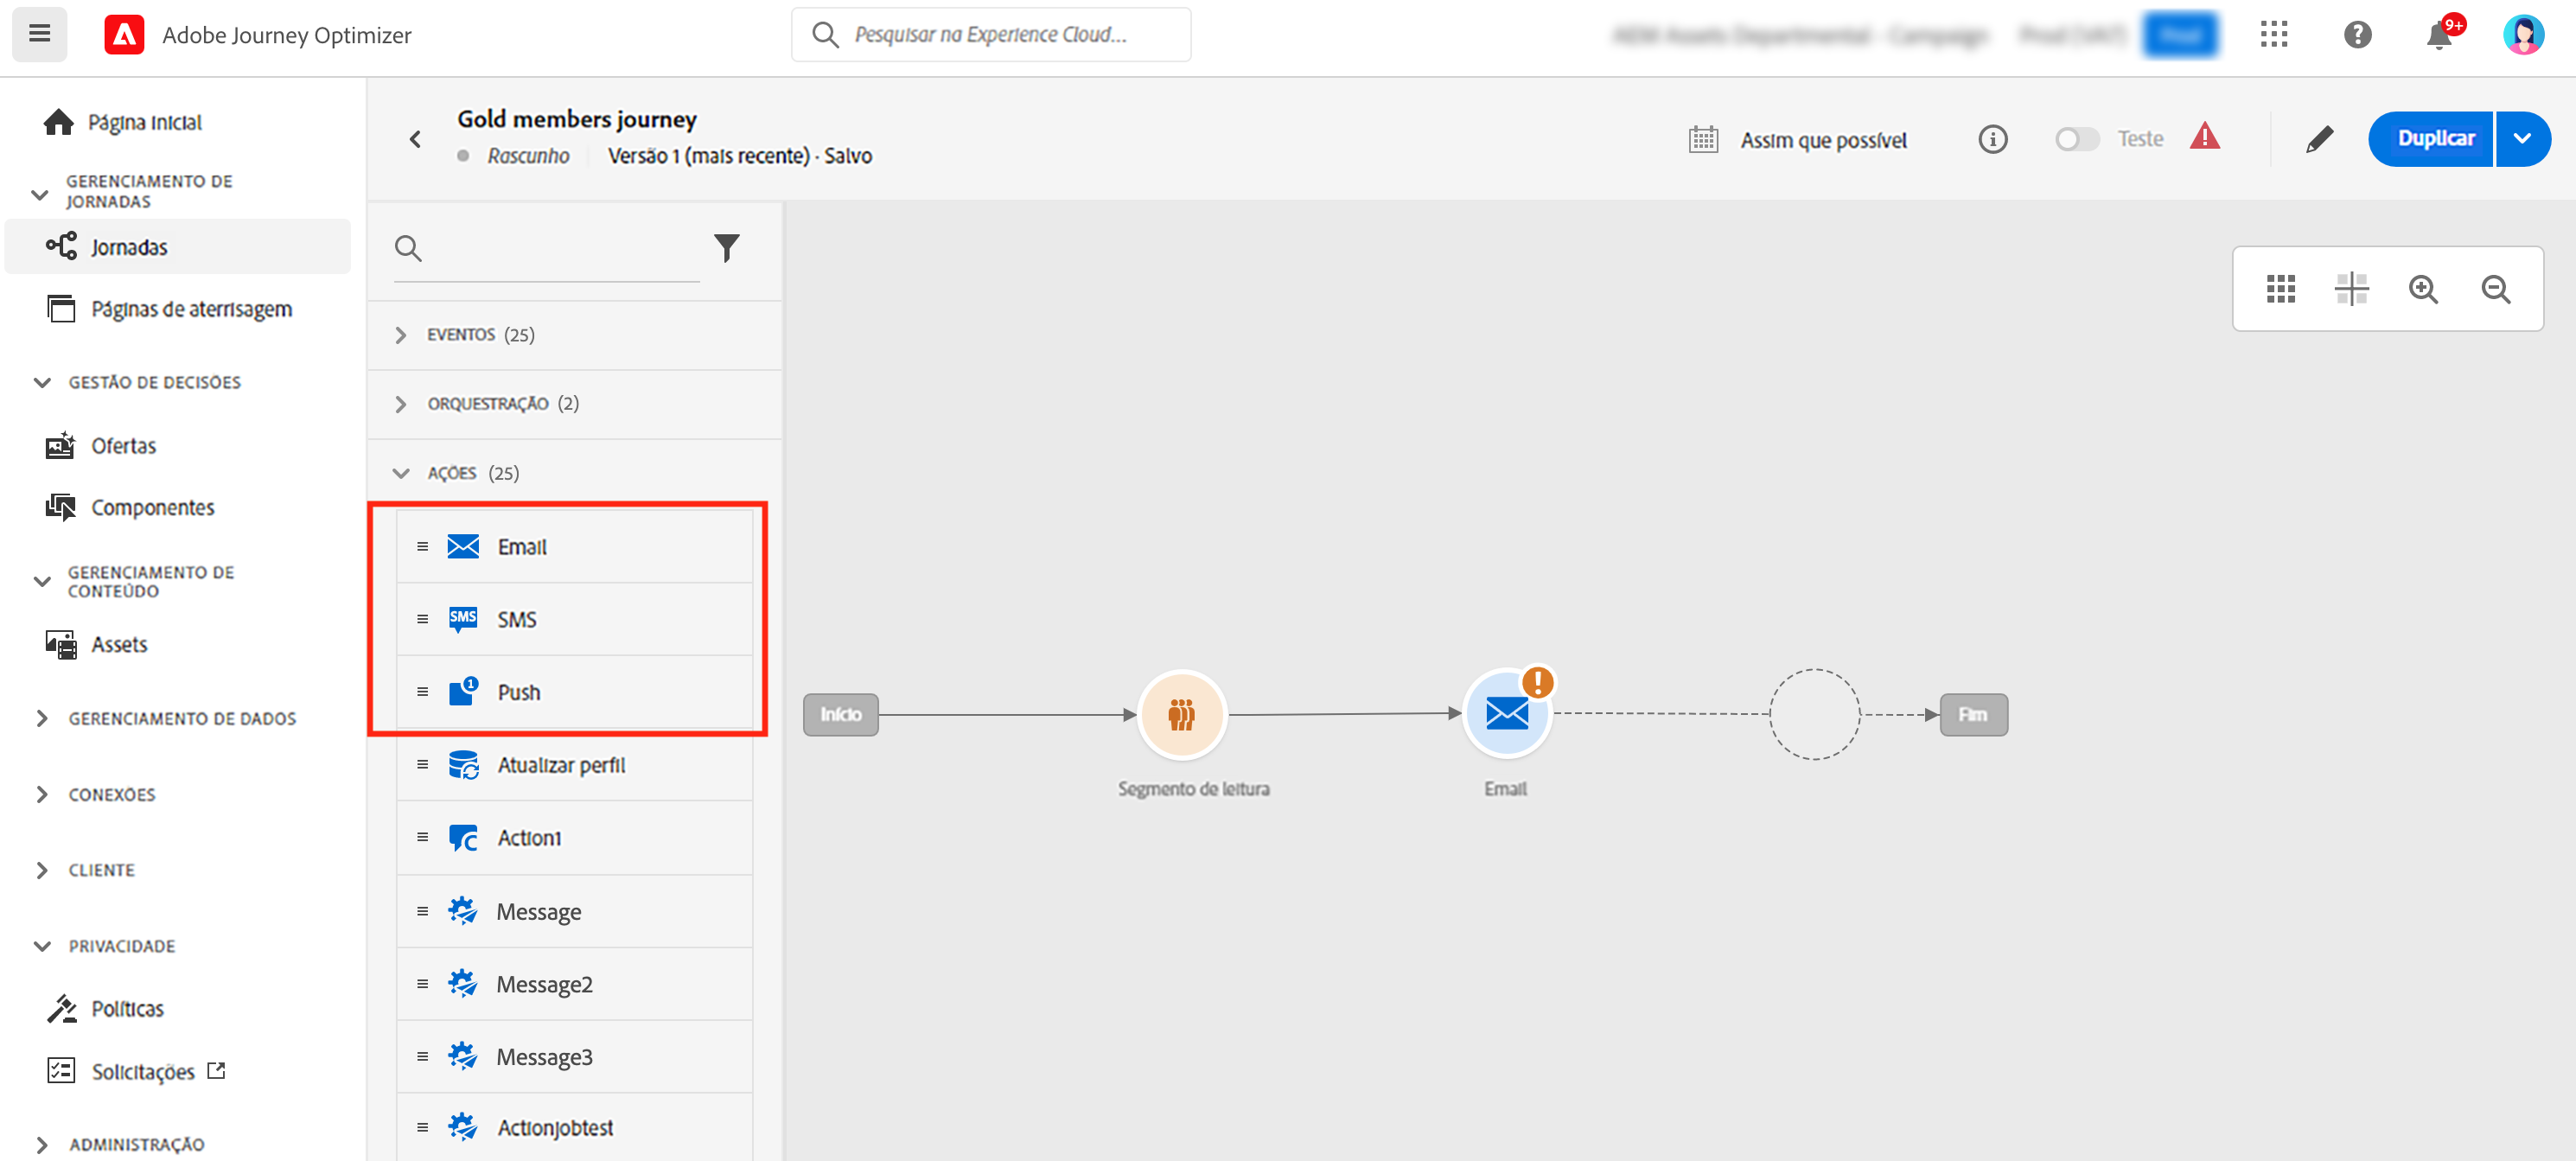 Adobe Journey Optimizer
Pesquisar na Experience Cloud...
9+
Página inicial
GERENCIAMENTO DE
JORNADAS
Jornadas
Páginas de aterrisagem
GESTÃO DE DECISÕES
Ofertas
Componentes
GERENCIAMENTO DE
CONTEÚDO
Assets
GERENCIAMENTO DE DADOS
CONEXÕES
CLIENTE
PRIVACIDADE
Políticas
Solicitações
ADMINISTRAÇÃO
Gold members journey
Rascunho
Versão 1 (mais recente) · Salvo
Assim que possível
Teste
Duplicar
EVENTOS (25)
ORQUESTRAÇÃO (2)
AÇÕES (25)
Email
SMS SMS
1 Push
Atualizar perfil
Action1
Message
Message2
Message3
Actionjobtest
Início
Segmento de leitura
Email
Fim